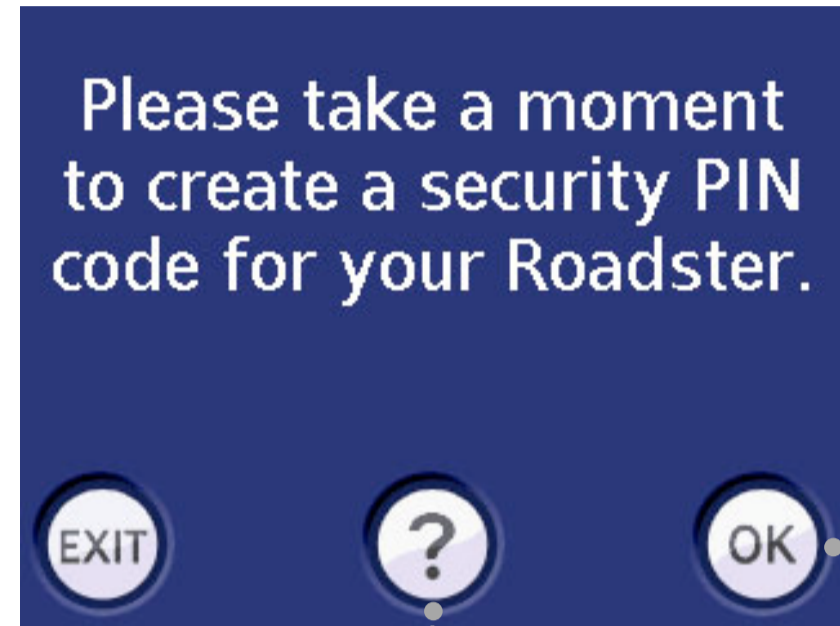 Please take a moment
to create a security PIN
code for your Roadster.
EXIT ? OK